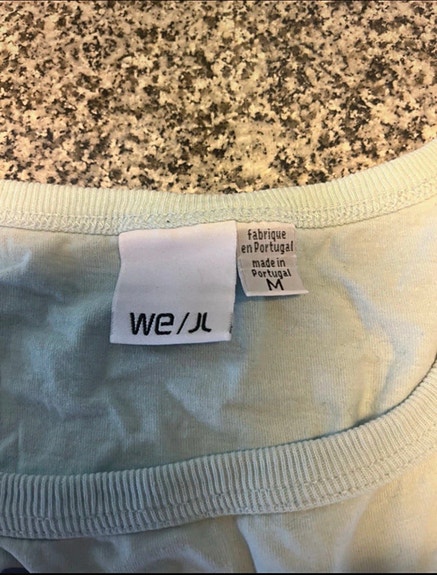 we/JL
fabrique
en Portugal
made in
Portugal
M